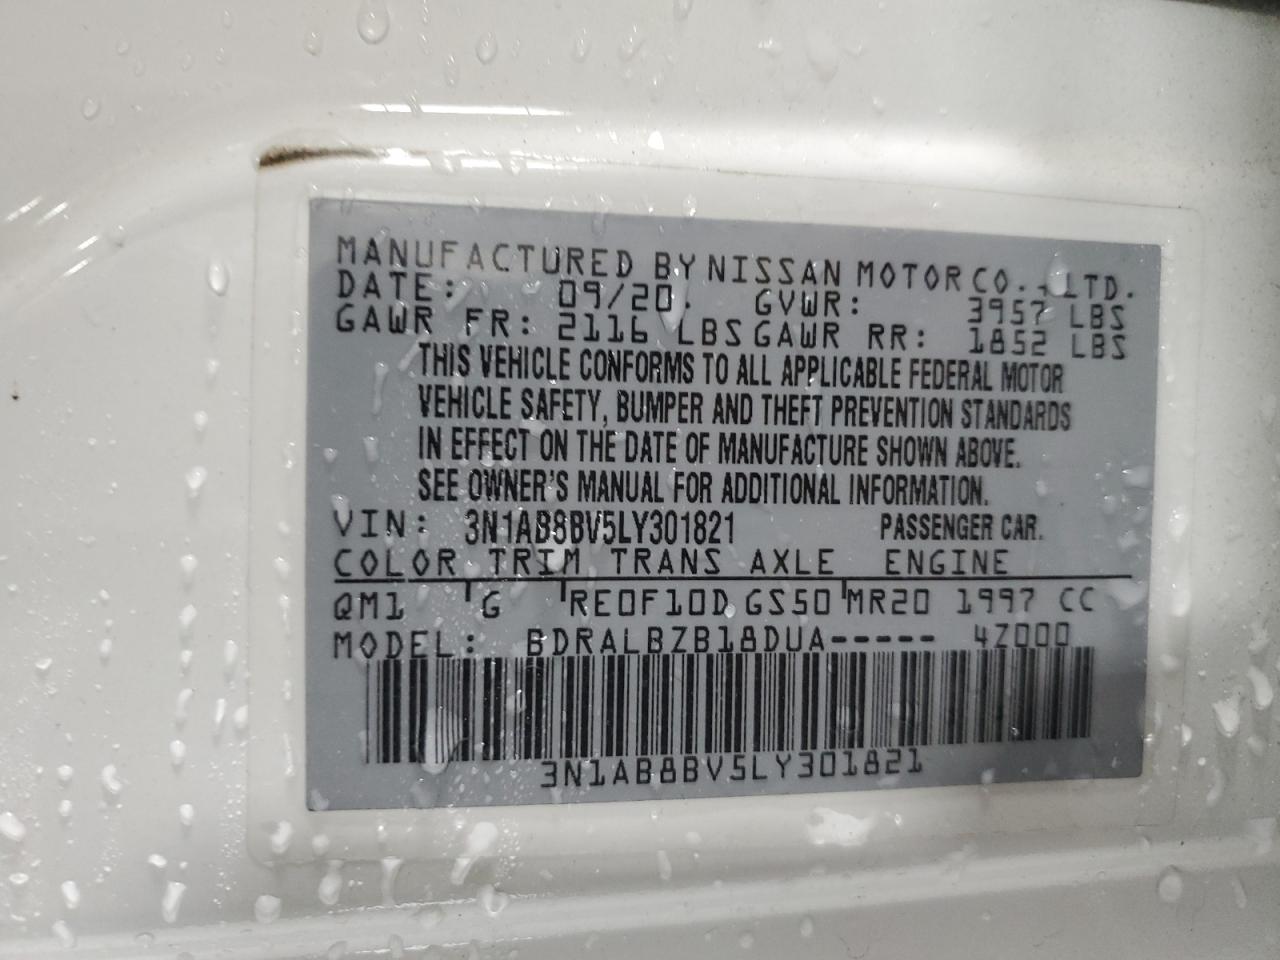 MANUFACTURED BY NISSAN MOTOR CO., LTD.
DATE: 09/20. GVWR: 3957 LBS
GAWR FR: 2116 LBS GAWR RR: 1852 LBS
THIS VEHICLE CONFORMS TO ALL APPLICABLE FEDERAL MOTOR
VEHICLE SAFETY, BUMPER AND THEFT PREVENTION STANDARDS
IN EFFECT ON THE DATE OF MANUFACTURE SHOWN ABOVE.
SEE OWNER'S MANUAL FOR ADDITIONAL INFORMATION.
VIN: 3N1AB8BV5LY301821 PASSENGER CAR.
COLOR TRIM TRANS AXLE ENGINE
QM1 G RE0F10D GS50 MR20 1997 CC
MODEL: BDRALBZB18DUA----- 4Z000
3N1AB8BV5LY301821